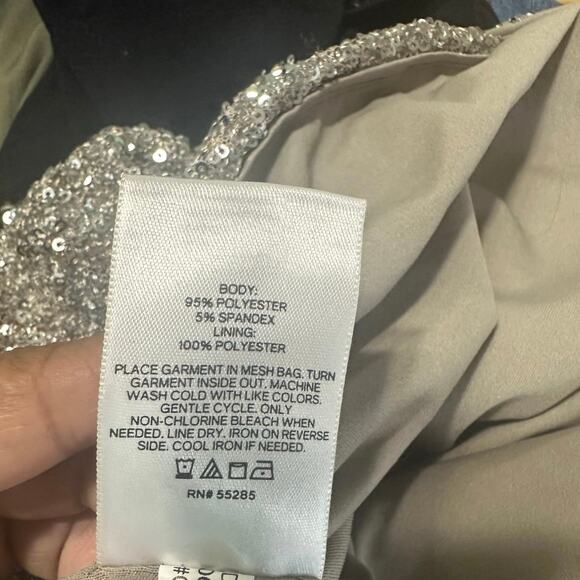 BODY:
95% POLYESTER
5% SPANDEX
LINING:
100% POLYESTER
PLACE GARMENT IN MESH BAG. TURN
GARMENT INSIDE OUT. MACHINE
WASH COLD WITH LIKE COLORS.
GENTLE CYCLE. ONLY
NON-CHLORINE BLEACH WHEN
NEEDED. LINE DRY. IRON ON REVERSE
SIDE. COOL IRON IF NEEDED.
RN# 55285